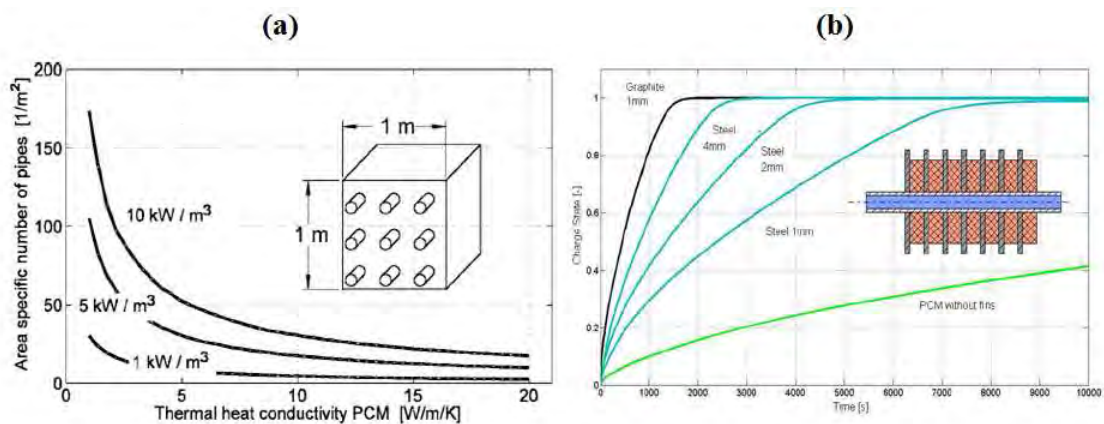 (a)
(b)
Area specific number of pipes [1/m²]
200
150
100
50
0
10 kW / m³
5 kW / m³
1 kW / m³
1 m
1 m
0
5
10
15
20
Thermal heat conductivity PCM [W/m/K]
Charge State [-]
1
0.8
0.6
0.4
0.2
0
Graphite
1mm
Steel
4mm
Steel
2mm
Steel 1mm
PCM without fins
0
1000
2000
3000
4000
5000
6000
7000
8000
9000
10000
Time [s]